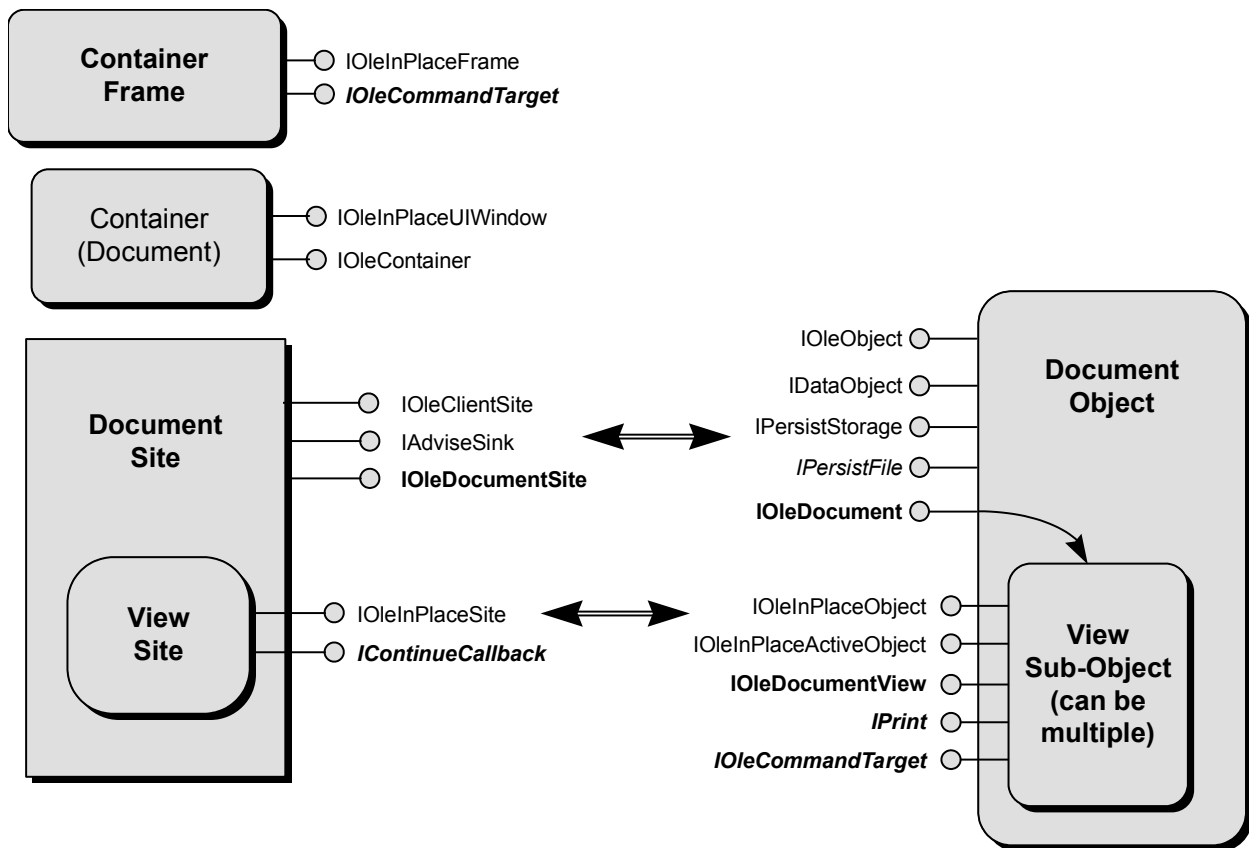 Container
Frame
IOleInPlaceFrame
IOleCommandTarget
Container
(Document)
IOleInPlaceUIWindow
IOleContainer
Document
Site
IOleClientSite
IAdviseSink
IOleDocumentSite
View
Site
IOleInPlaceSite
IContinueCallback
IOleObject
IDataObject
IPersistStorage
IPersistFile
IOleDocument
Document
Object
IOleInPlaceObject
IOleInPlaceActiveObject
IOleDocumentView
IPrint
IOleCommandTarget
View
Sub-Object
(can be
multiple)